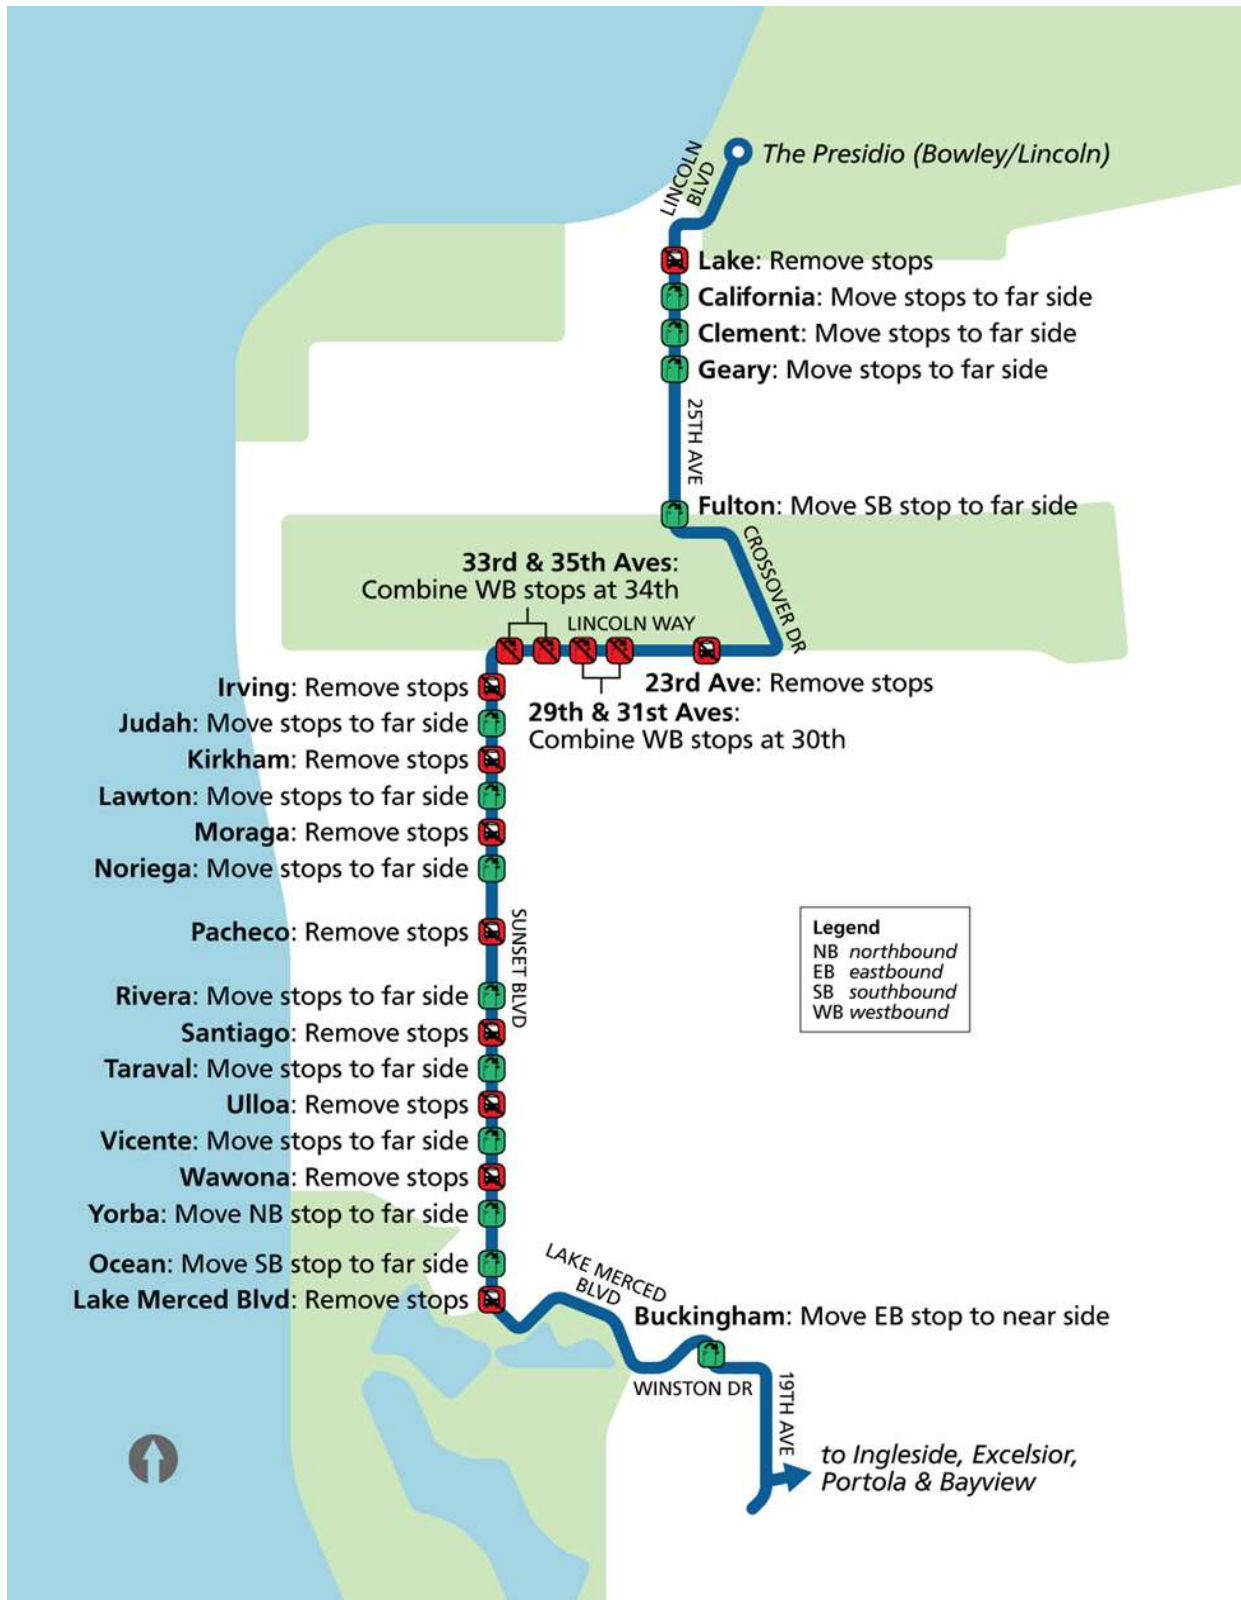 LINCOLN
BLVD
The Presidio (Bowley/Lincoln)
Lake: Remove stops
California: Move stops to far side
Clement: Move stops to far side
Geary: Move stops to far side
25TH AVE
Fulton: Move SB stop to far side
CROSSOVER DR
33rd & 35th Aves:
Combine WB stops at 34th
LINCOLN WAY
23rd Ave: Remove stops
29th & 31st Aves:
Combine WB stops at 30th
Irving: Remove stops
Judah: Move stops to far side
Kirkham: Remove stops
Lawton: Move stops to far side
Moraga: Remove stops
Noriega: Move stops to far side
Pacheco: Remove stops
SUNSET BLVD
Rivera: Move stops to far side
Santiago: Remove stops
Taraval: Move stops to far side
Ulloa: Remove stops
Vicente: Move stops to far side
Wawona: Remove stops
Yorba: Move NB stop to far side
Ocean: Move SB stop to far side
Lake Merced Blvd: Remove stops
Legend
NB northbound
EB eastbound
SB southbound
WB westbound
LAKE MERCED
BLVD
Buckingham: Move EB stop to near side
WINSTON DR
19TH AVE
to Ingleside, Excelsior,
Portola & Bayview